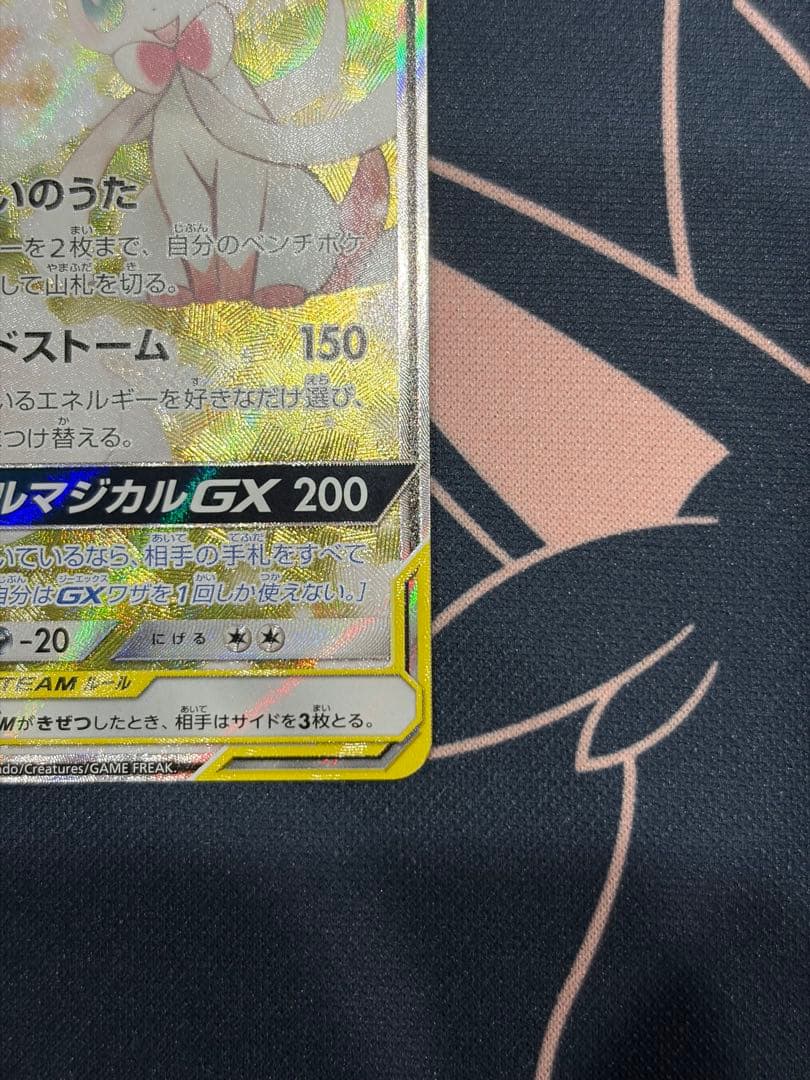 いのうた
ーを2枚まで、自分のベンチポケ
して山札を切る。
ドストーム 150
いるエネルギーを好きなだけ選び、
つけ替える。
ルマジカルGX 200
いているなら、相手の手札をすべて
自分はGXワザを1回しか使えない。]
-20 にげる
TEAM ルール
Mがきぜつしたとき、相手はサイドを3枚とる。
ndo/Creatures/GAME FREAK.